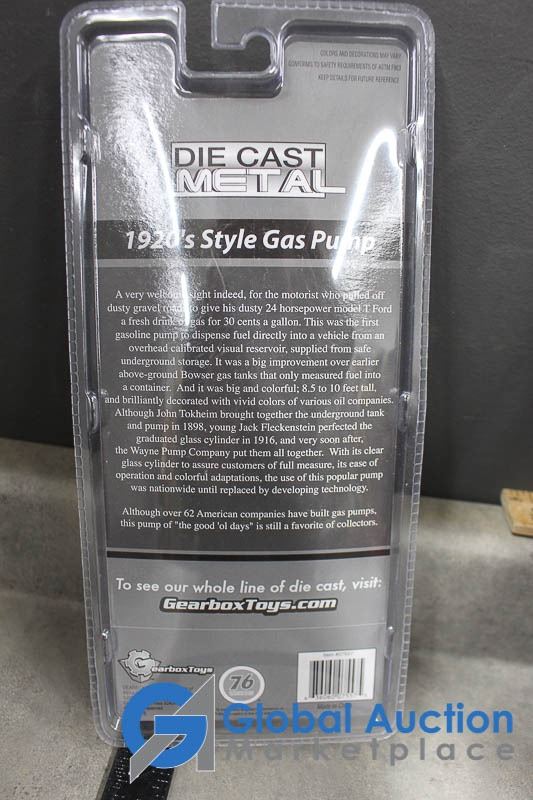 COLORS AND DECORATIONS MAY VARY
CONFORMS TO SAFETY REQUIREMENTS OF ASTM F963
KEEP DETAILS FOR FUTURE REFERENCE
DIE CAST
METAL
1920's Style Gas Pump
A very welcome sight indeed, for the motorist who pulled off
dusty gravel roads to give his dusty 24 horsepower model T Ford
a fresh drink of gas for 30 cents a gallon. This was the first
gasoline pump to dispense fuel directly into a vehicle from an
overhead calibrated visual reservoir, supplied from safe
underground storage. It was a big improvement over earlier
above-ground Bowser gas tanks that only measured fuel into
a container. And it was big and colorful; 8.5 to 10 feet tall,
and brilliantly decorated with vivid colors of various oil companies.
Although John Tokheim brought together the underground tank
and pump in 1898, young Jack Fleckenstein perfected the
graduated glass cylinder in 1916, and very soon after,
the Wayne Pump Company put them all together. With its clear
glass cylinder to assure customers of full measure, its ease of
operation and colorful adaptations, the use of this popular pump
was nationwide until replaced by developing technology.
Although over 62 American companies have built gas pumps,
this pump of "the good 'ol days" is still a favorite of collectors.
To see our whole line of die cast, visit:
GearboxToys.com
GearboxToys
76
Made in China
Global Auction
Marketplace